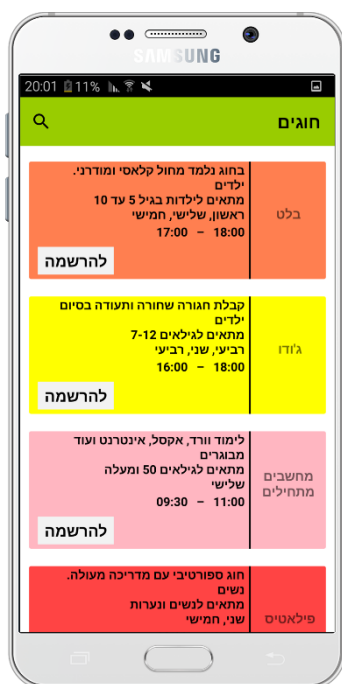 SAMSUNG
20:01 11%
חוגים
בלט
בחוג נלמד מחול קלאסי ומודרני.
ילדים
מתאים לילדות בגיל 5 עד 10
ראשון, שלישי, חמישי
17:00 – 18:00
להרשמה
ג'ודו
קבלת חגורה שחורה ותעודה בסיום
ילדים
מתאים לגילאים 7-12
רביעי, שני, רביעי
16:00 – 18:00
להרשמה
מחשבים
מתחילים
לימוד וורד, אקסל, אינטרנט ועוד
מבוגרים
מתאים לגילאים 50 ומעלה
שלישי
09:30 – 11:00
להרשמה
פילאטיס
חוג ספורטיבי עם מדריכה מעולה.
נשים
מתאים לנשים ונערות
שני, חמישי